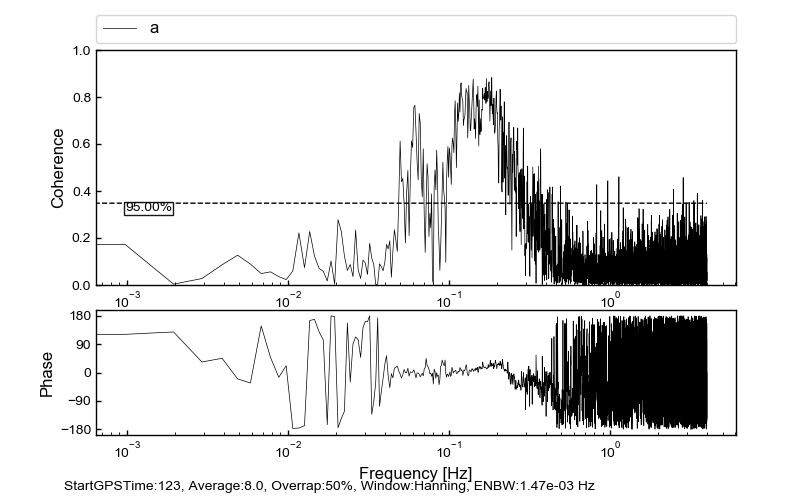 a
1.0
0.8
0.6
0.4
0.2
0.0
Coherence
95.00%
10⁻³ 10⁻² 10⁻¹ 10⁰
180
90
0
−90
−180
Phase
10⁻³ 10⁻² 10⁻¹ 10⁰
Frequency [Hz]
StartGPSTime:123, Average:8.0, Overrap:50%, Window:Hanning, ENBW:1.47e-03 Hz